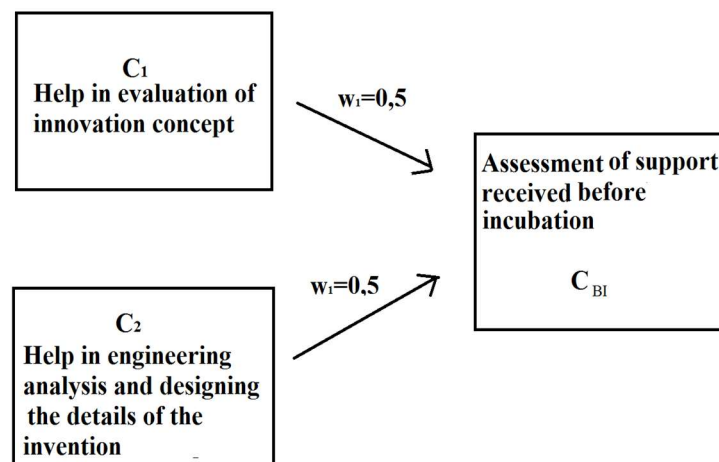 C₁
Help in evaluation of
innovation concept
w₁=0,5
Assessment of support
received before
incubation
C_BI
w₁=0,5
C₂
Help in engineering
analysis and designing
the details of the
invention